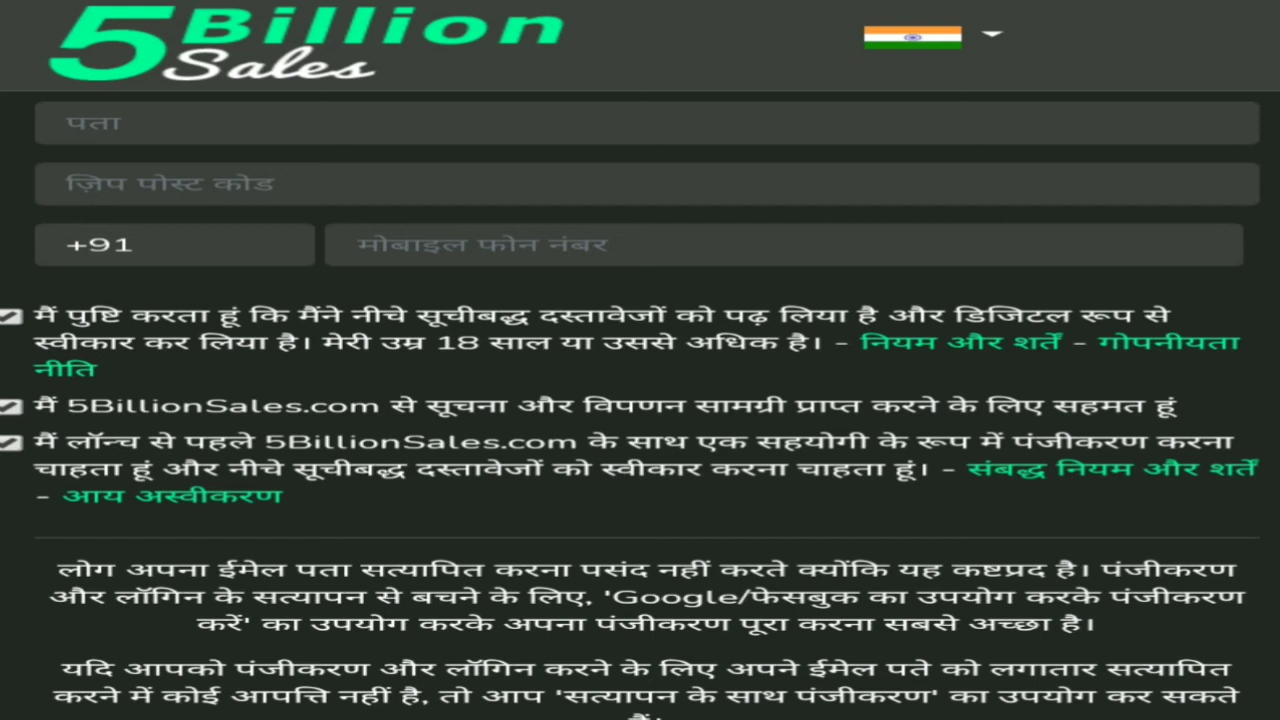 5 Billion
Sales
पता
ज़िप पोस्ट कोड
+91 मोबाइल फोन नंबर
मैं पुष्टि करता हूं कि मैंने नीचे सूचीबद्ध दस्तावेजों को पढ़ लिया है और डिजिटल रूप से
स्वीकार कर लिया है। मेरी उम्र 18 साल या उससे अधिक है। - नियम और शर्तें - गोपनीयता
नीति
मैं 5BillionSales.com से सूचना और विपणन सामग्री प्राप्त करने के लिए सहमत हूं
मैं लॉन्च से पहले 5BillionSales.com के साथ एक सहयोगी के रूप में पंजीकरण करना
चाहता हूं और नीचे सूचीबद्ध दस्तावेजों को स्वीकार करना चाहता हूं। - संबद्ध नियम और शर्तें
- आय अस्वीकरण
लोग अपना ईमेल पता सत्यापित करना पसंद नहीं करते क्योंकि यह कष्टप्रद है। पंजीकरण
और लॉगिन के सत्यापन से बचने के लिए, 'Google/फेसबुक का उपयोग करके पंजीकरण
करें' का उपयोग करके अपना पंजीकरण पूरा करना सबसे अच्छा है।
यदि आपको पंजीकरण और लॉगिन करने के लिए अपने ईमेल पते को लगातार सत्यापित
करने में कोई आपत्ति नहीं है, तो आप 'सत्यापन के साथ पंजीकरण' का उपयोग कर सकते